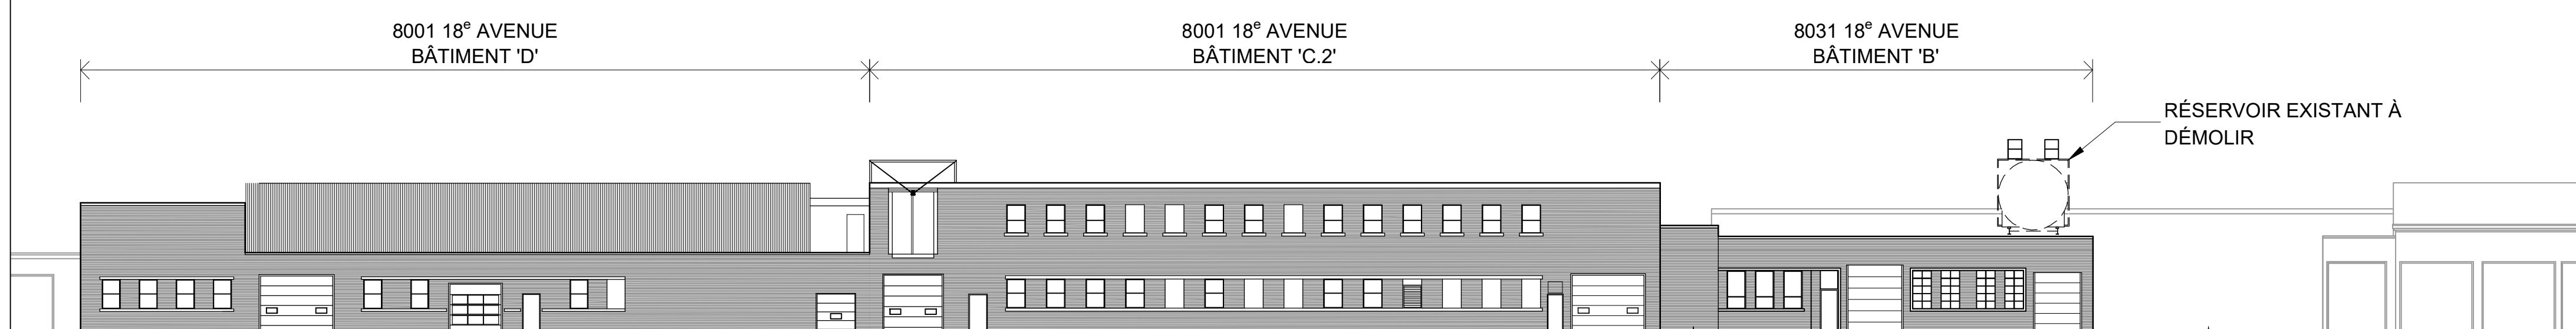 8001 18e AVENUE
BÂTIMENT 'D'
8001 18e AVENUE
BÂTIMENT 'C.2'
8031 18e AVENUE
BÂTIMENT 'B'
RÉSERVOIR EXISTANT À
DÉMOLIR